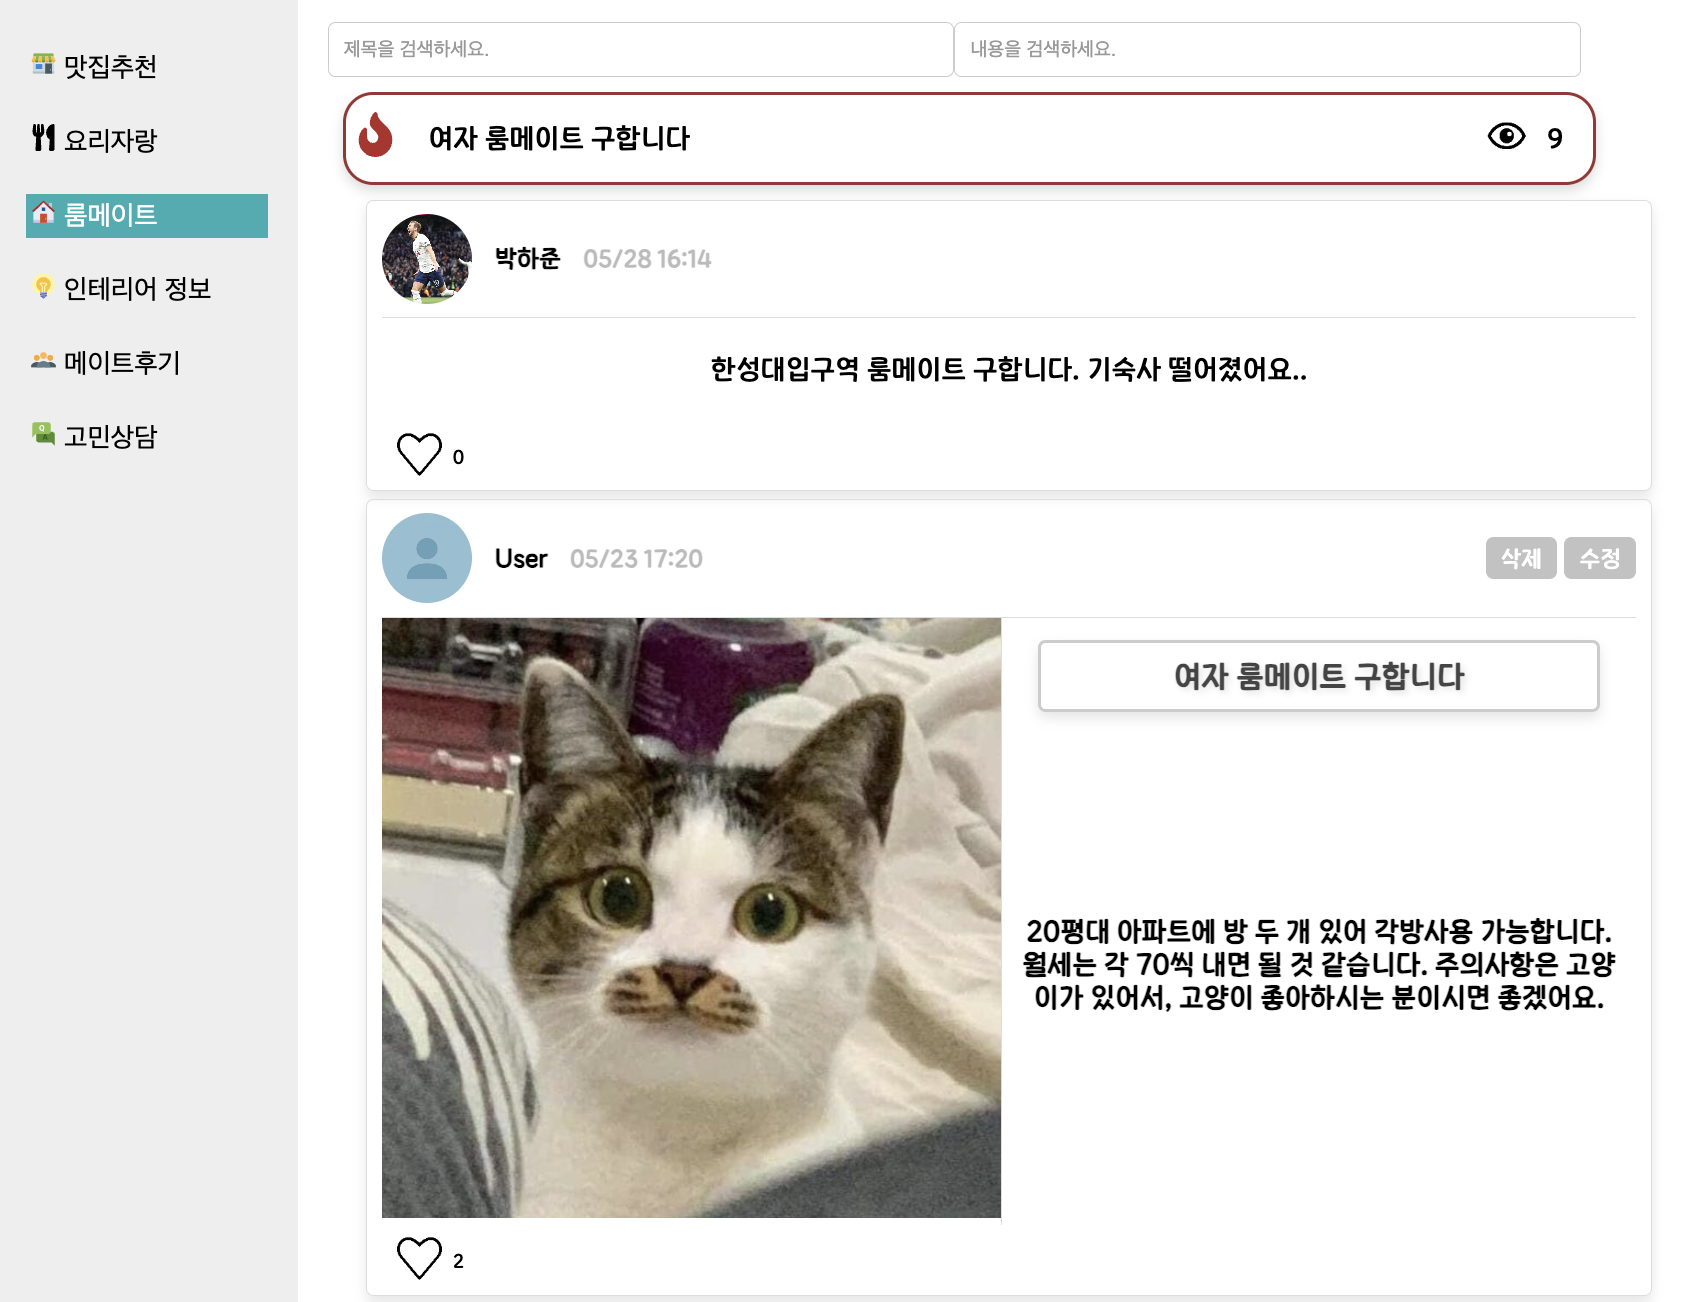 맛집추천
요리자랑
룸메이트
인테리어 정보
메이트후기
고민상담
제목을 검색하세요. 내용을 검색하세요.
여자 룸메이트 구합니다 9
박하준 05/28 16:14
한성대입구역 룸메이트 구합니다. 기숙사 떨어졌어요..
0
User 05/23 17:20 삭제 수정
여자 룸메이트 구합니다
20평대 아파트에 방 두 개 있어 각방사용 가능합니다.
월세는 각 70씩 내면 될 것 같습니다. 주의사항은 고양
이가 있어서, 고양이 좋아하시는 분이시면 좋겠어요.
2